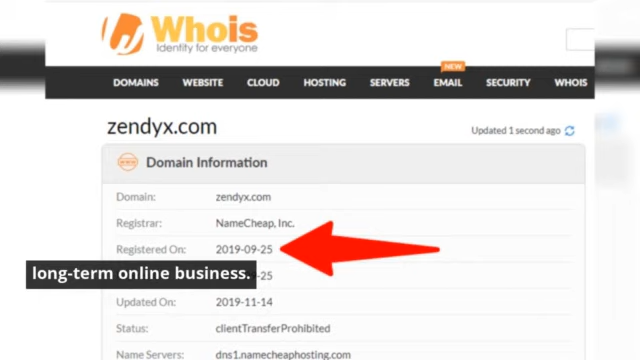 Whois
Identity for everyone
NEW
DOMAINS WEBSITE CLOUD HOSTING SERVERS EMAIL SECURITY WHOIS
zendyx.com
Updated 1 second ago
Domain Information
Domain: zendyx.com
Registrar: NameCheap, Inc.
Registered On: 2019-09-25
long-term online business.
-25
Updated On: 2019-11-14
Status: clientTransferProhibited
Name Servers: dns1.namecheaphosting.com